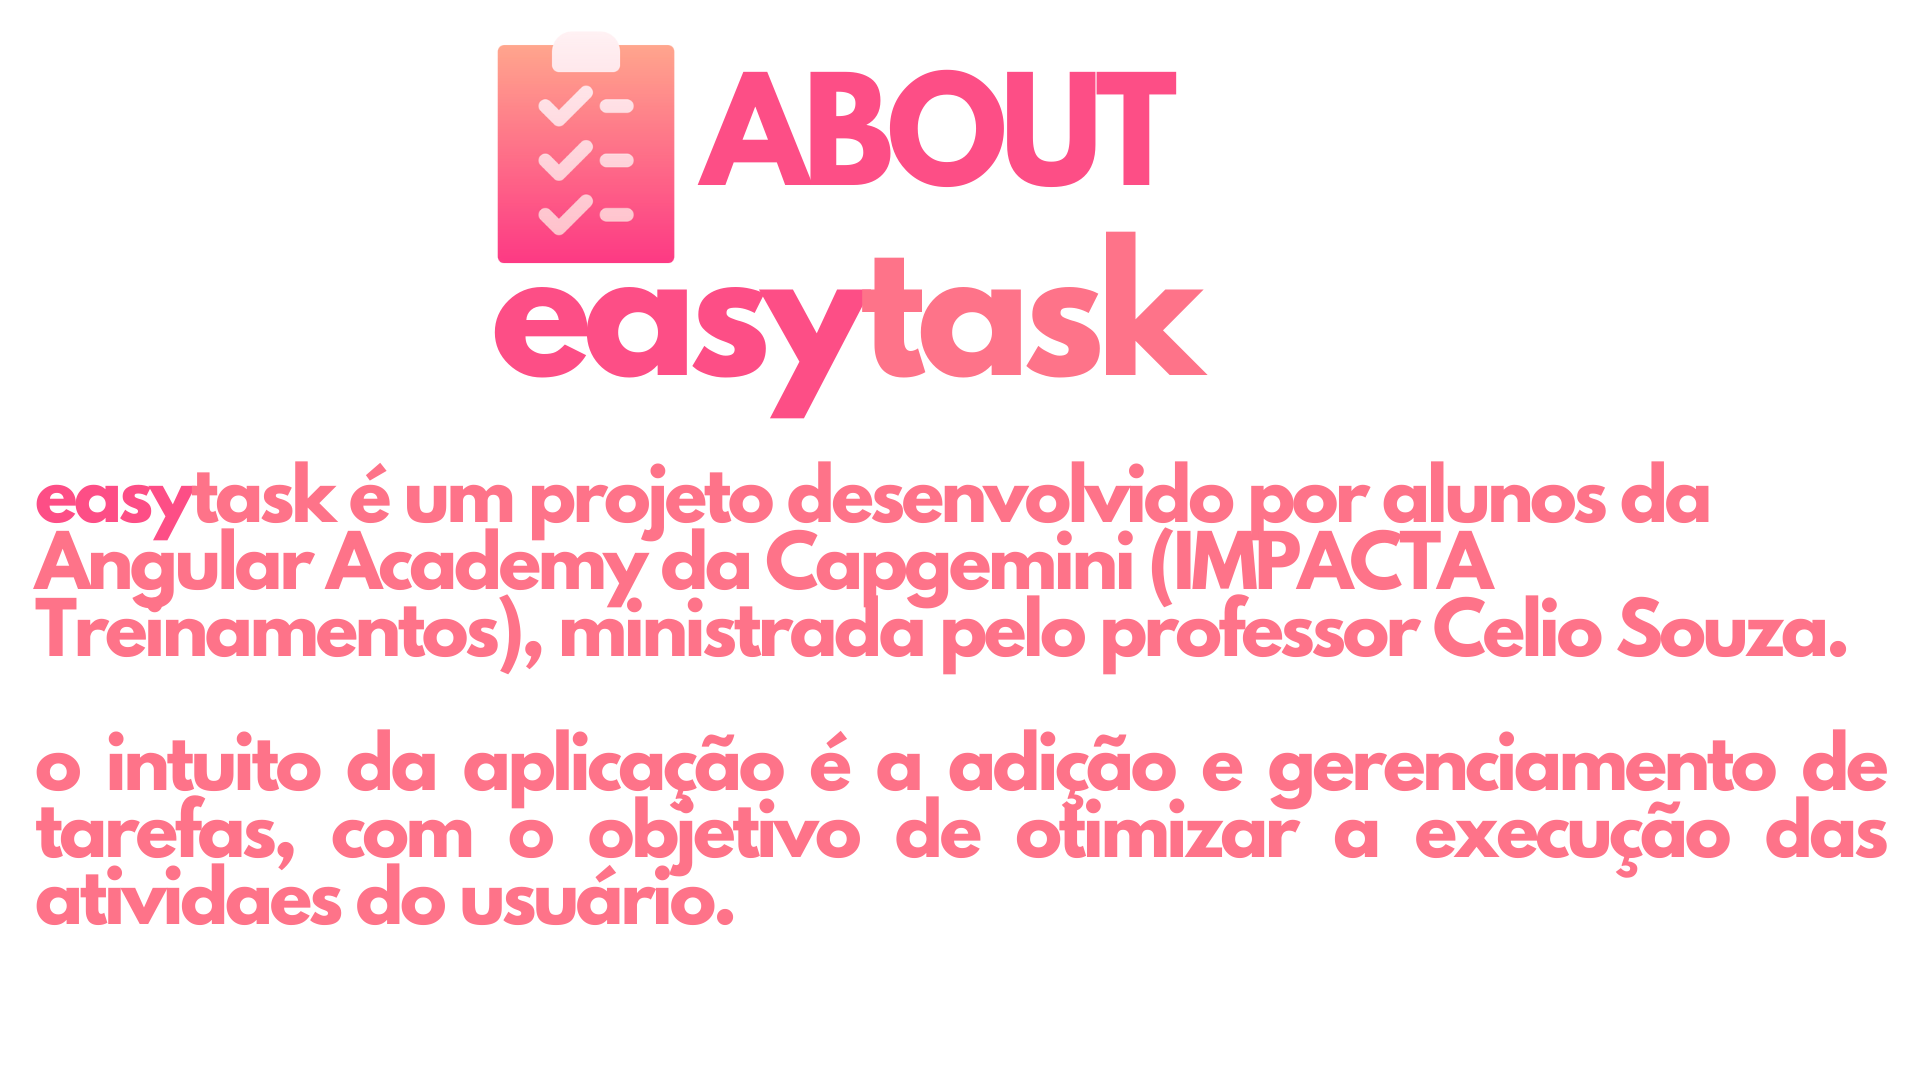 ABOUT
easytask
easytask é um projeto desenvolvido por alunos da
Angular Academy da Capgemini (IMPACTA
Treinamentos), ministrada pelo professor Celio Souza.
o intuito da aplicação é a adição e gerenciamento de
tarefas, com o objetivo de otimizar a execução das
atividaes do usuário.